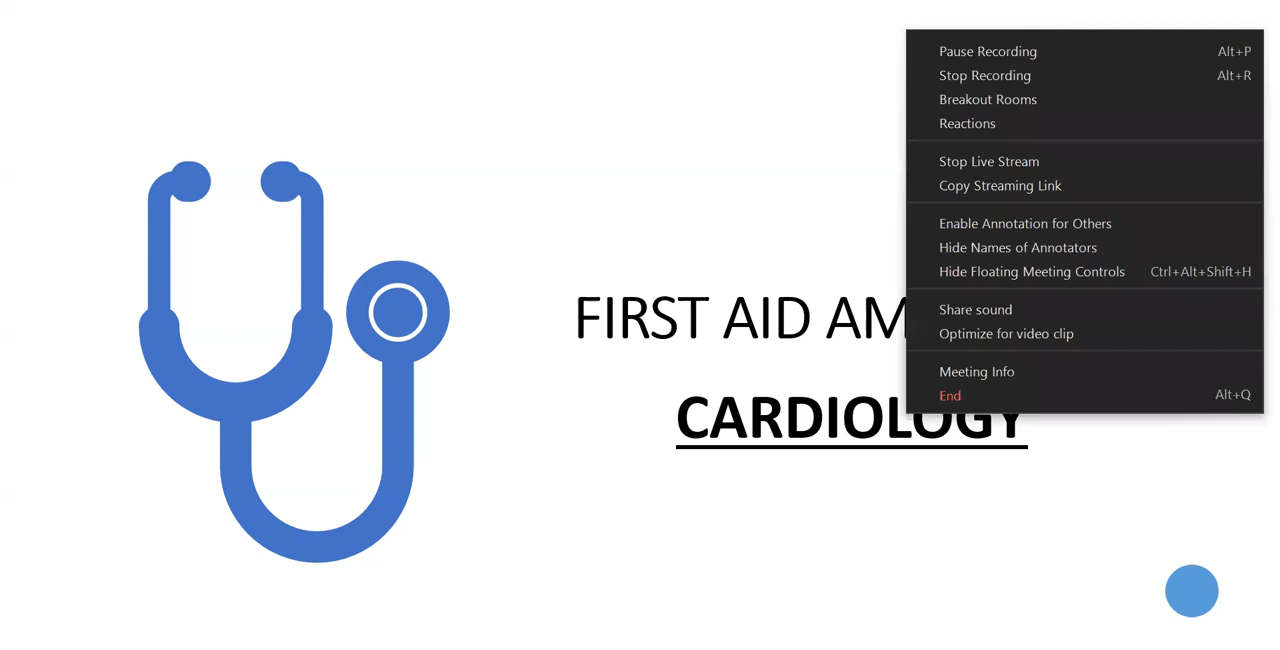 Pause Recording Alt+P
Stop Recording Alt+R
Breakout Rooms
Reactions
Stop Live Stream
Copy Streaming Link
Enable Annotation for Others
Hide Names of Annotators
Hide Floating Meeting Controls Ctrl+Alt+Shift+H
Share sound
Optimize for video clip
Meeting Info
End Alt+Q
FIRST AID
CARDIOLOGY